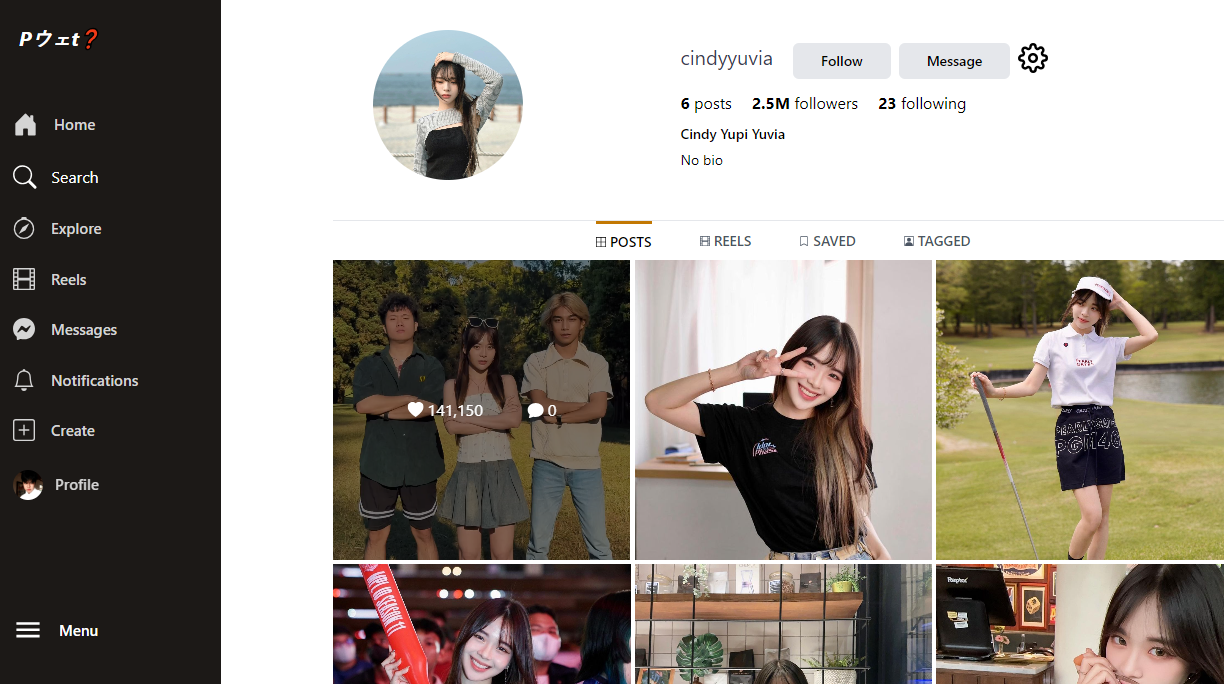 Pウェt❓
Home
Search
Explore
Reels
Messages
Notifications
Create
Profile
Menu
cindyyuvia
Follow
Message
6 posts 2.5M followers 23 following
Cindy Yupi Yuvia
No bio
POSTS REELS SAVED TAGGED
141,150 0